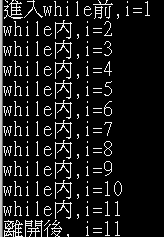 進入while前,i=1
while內,i=2
while內,i=3
while內,i=4
while內,i=5
while內,i=6
while內,i=7
while內,i=8
while內,i=9
while內,i=10
while內,i=11
離開後, i=11